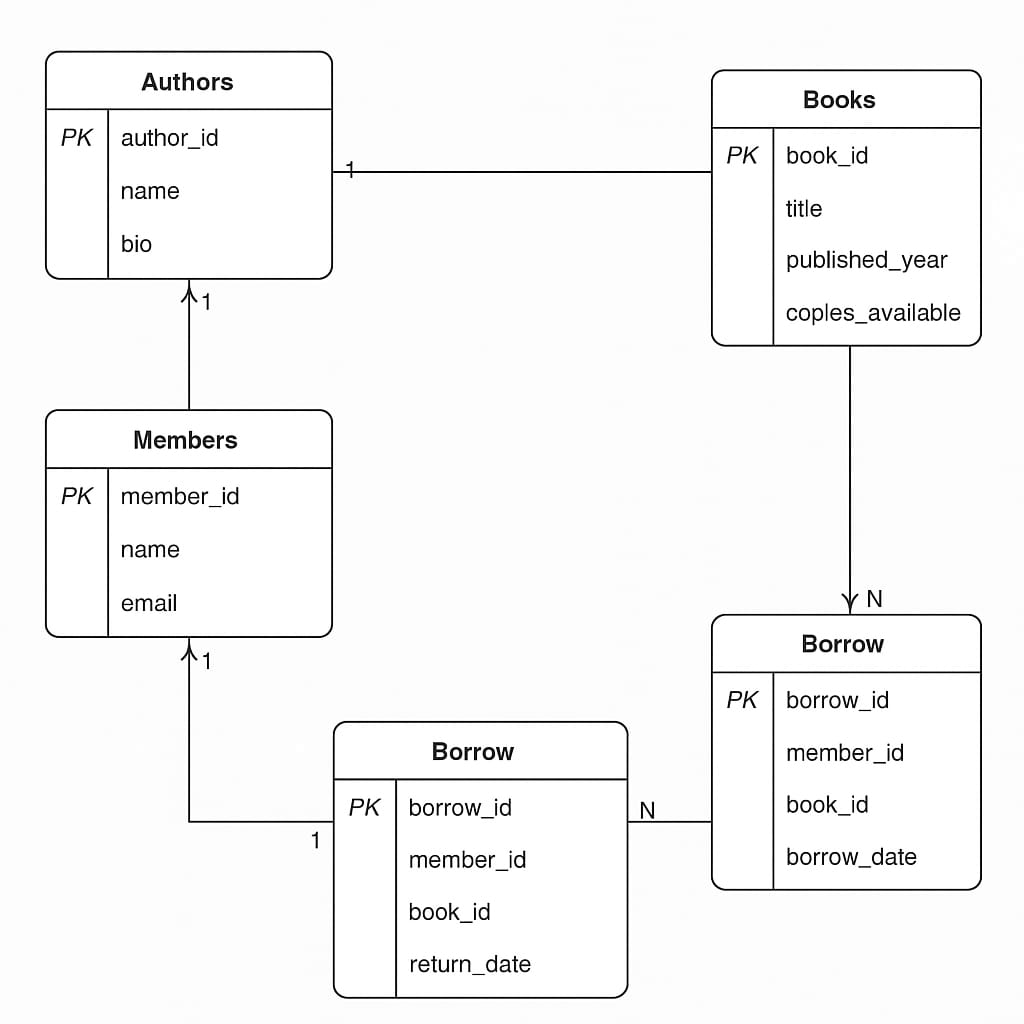 Authors
PK author_id
name
bio
1
Books
PK book_id
title
published_year
coples_available
1
Members
PK member_id
name
email
1
N
Borrow
PK borrow_id
member_id
book_id
borrow_date
Borrow
PK borrow_id
member_id
book_id
return_date
1
N